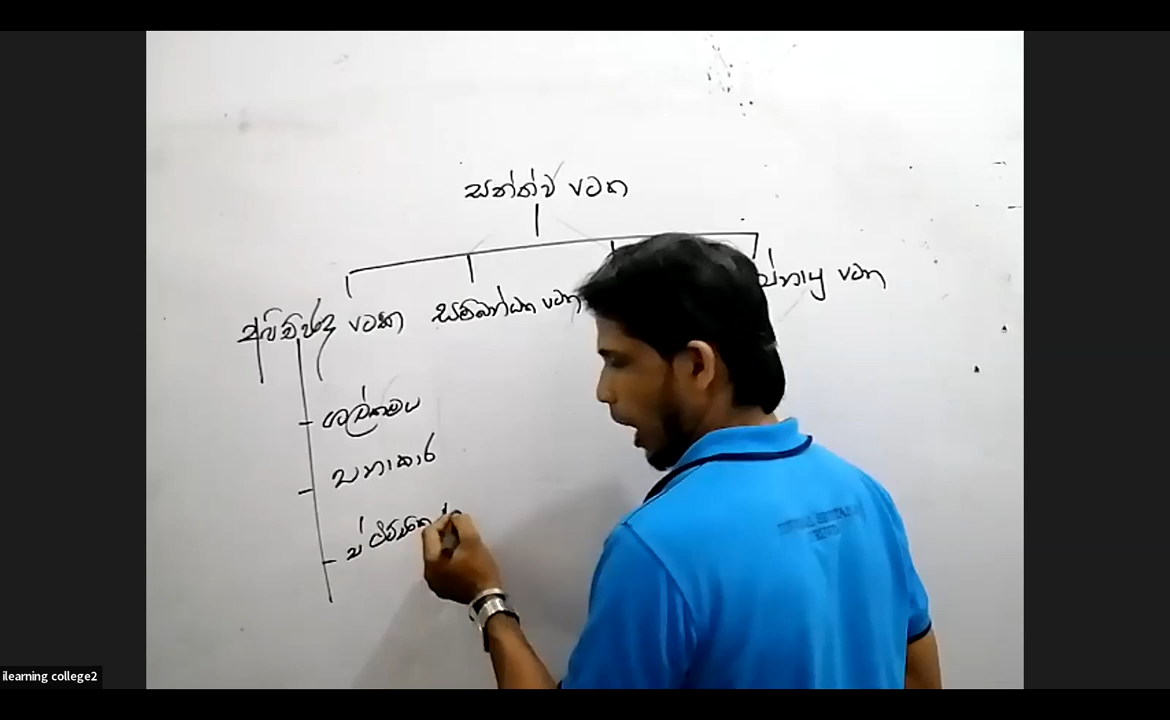 සත්ත්ව පටක
අපිච්ඡද පටක
සම්බන්ධක පටක
ස්නායු පටක
ශල්කමය
ඝනාකාර
ilearning college2